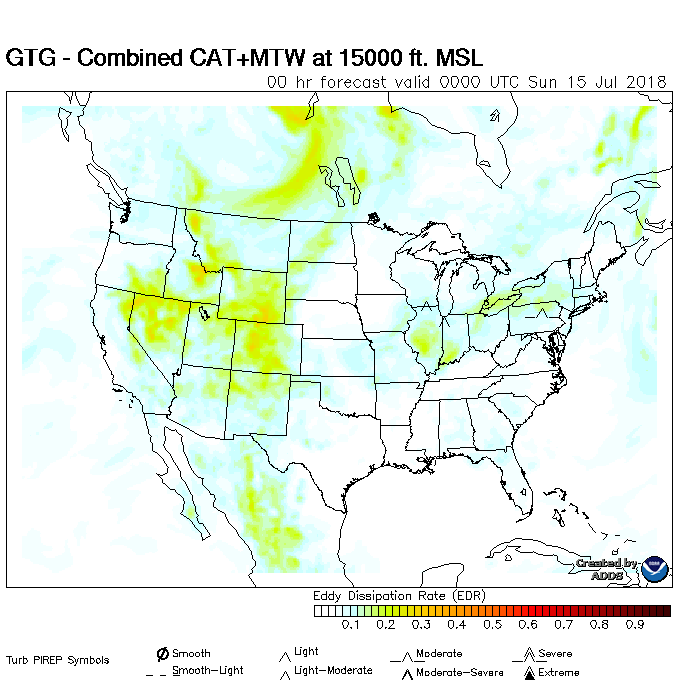 GTG - Combined CAT+MTW at 15000 ft. MSL
00 hr forecast valid 0000 UTC Sun 15 Jul 2018
Created by
ADDS
Eddy Dissipation Rate (EDR)
0.1 0.2 0.3 0.4 0.5 0.6 0.7 0.8 0.9
Turb PIREP Symbols
Smooth Light Moderate Severe
Smooth-Light Light-Moderate Moderate-Severe Extreme